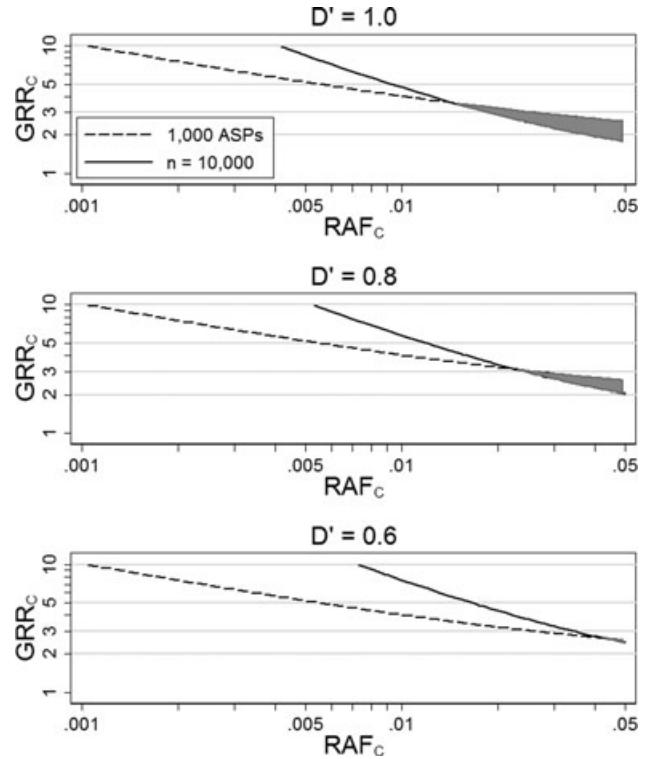 D' = 1.0
GRRc
10
5
3
2
1
1,000 ASPs
n = 10,000
.001
.005
.01
.05
RAFc
D' = 0.8
GRRc
10
5
3
2
1
.001
.005
.01
.05
RAFc
D' = 0.6
GRRc
10
5
3
2
1
.001
.005
.01
.05
RAFc